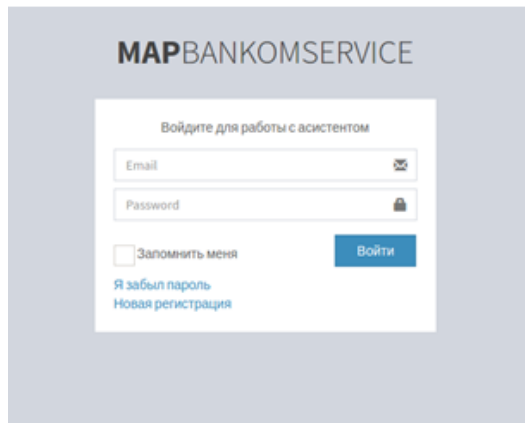 MAPBANKOMSERVICE
Войдите для работы с асистентом
Email
Password
Запомнить меня
Войти
Я забыл пароль
Новая регистрация